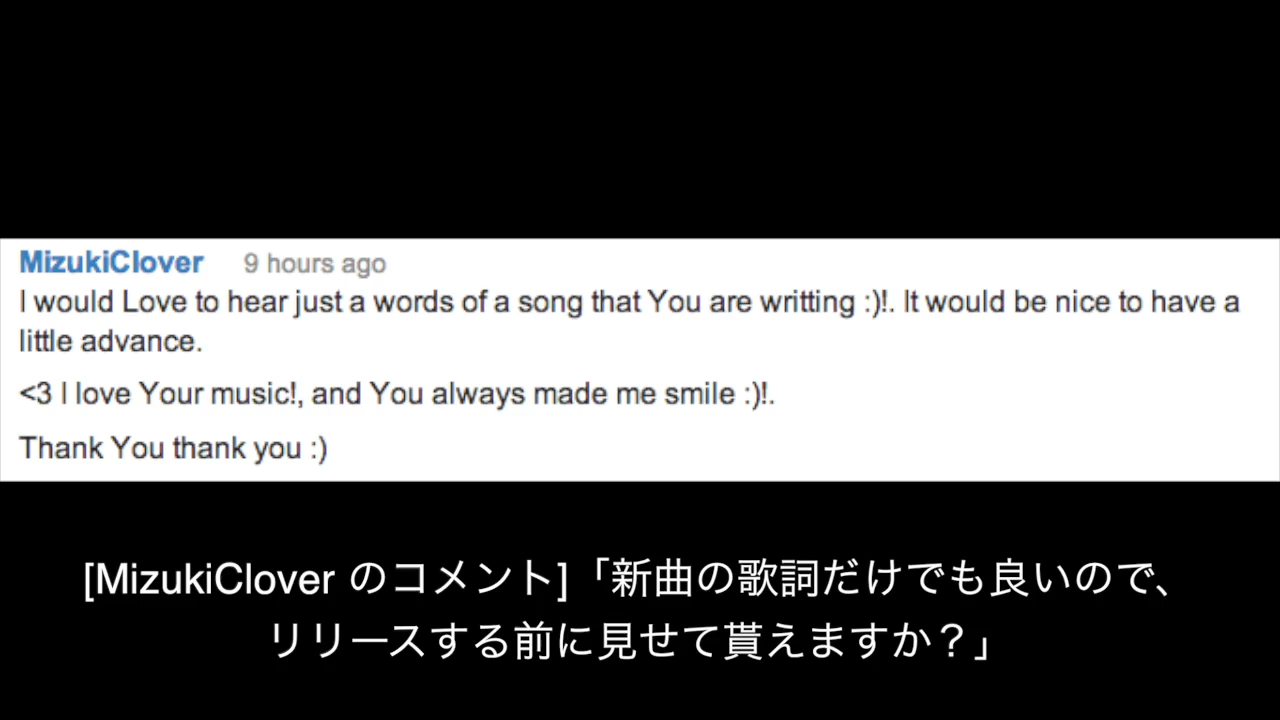 MizukiClover 9 hours ago
I would Love to hear just a words of a song that You are writting :)!. It would be nice to have a
little advance.
<3 I love Your music!, and You always made me smile :)!.
Thank You thank you :)
[MizukiClover のコメント]「新曲の歌詞だけでも良いので、
リリースする前に見せて貰えますか？」